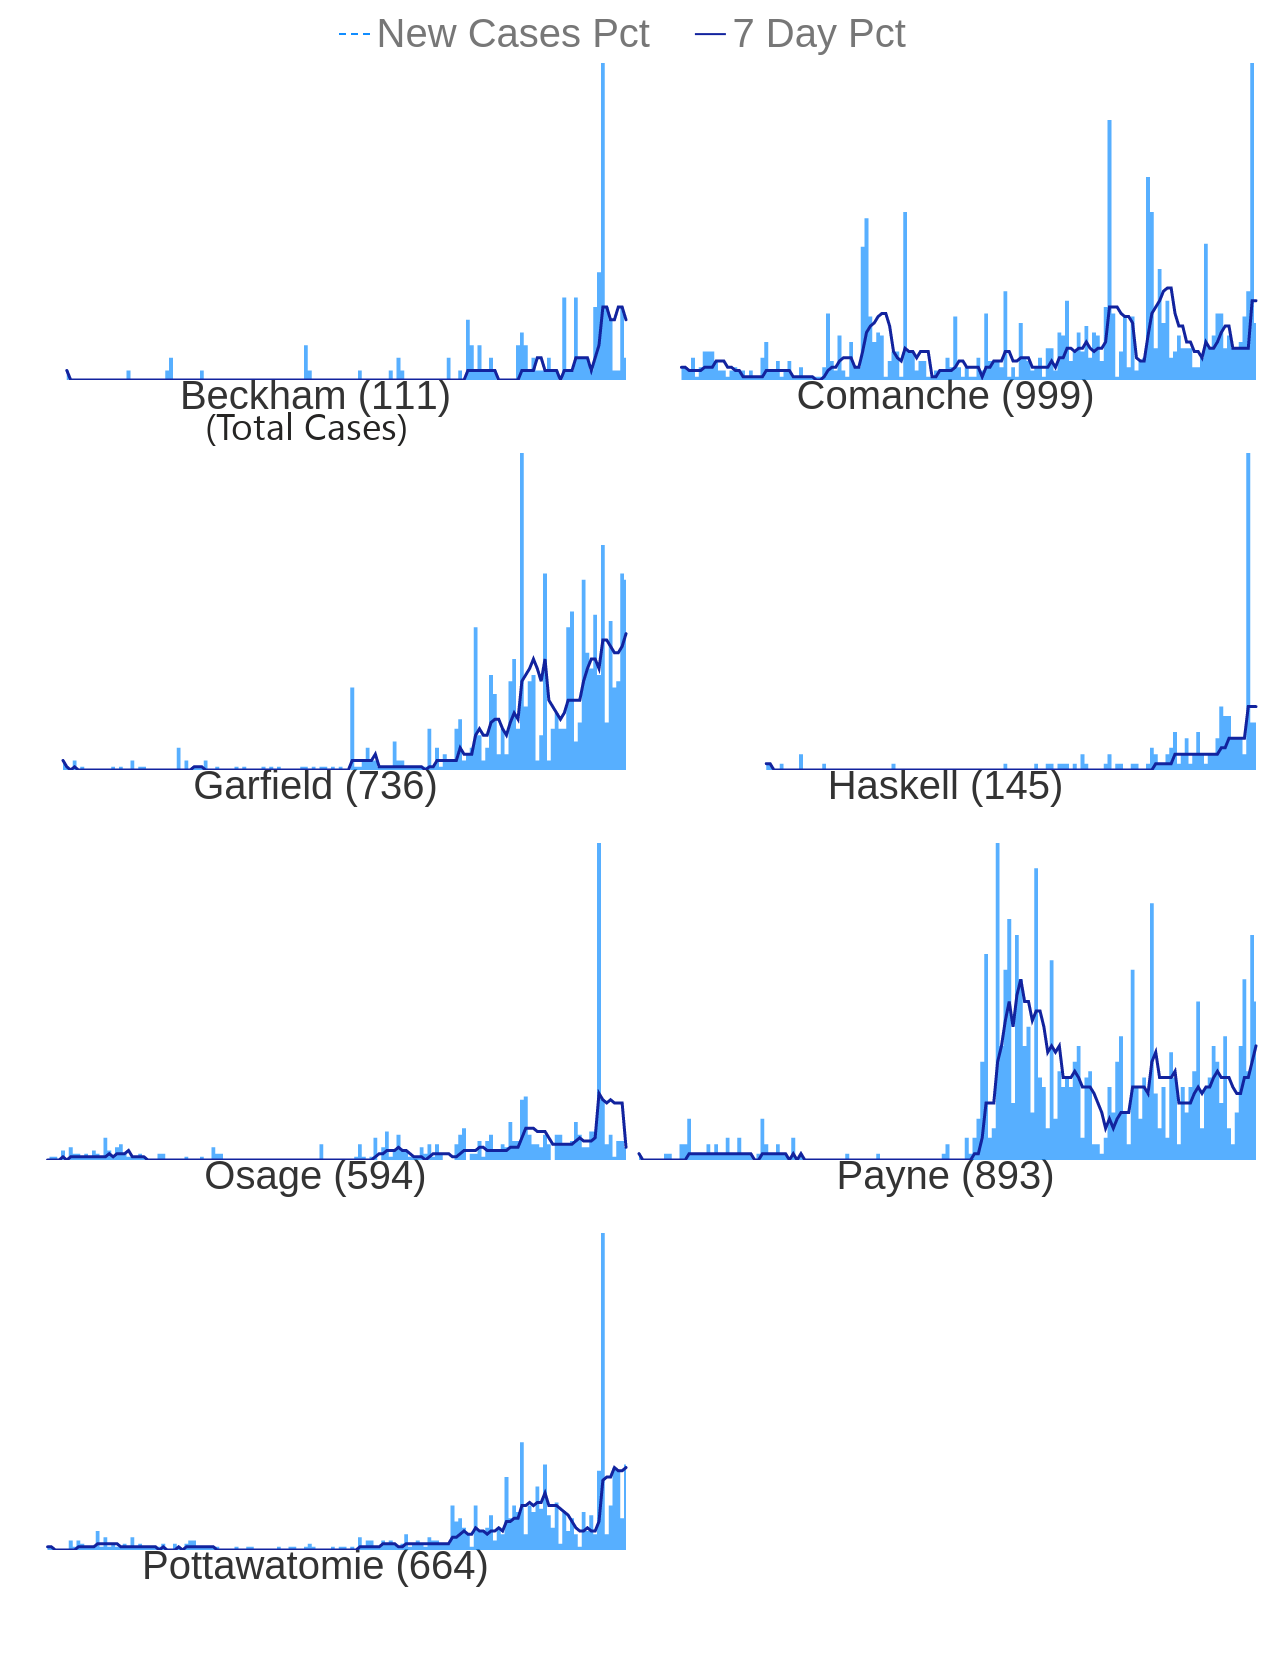 New Cases Pct 7 Day Pct
Beckham (111) Comanche (999)
(Total Cases)
Garfield (736) Haskell (145)
Osage (594) Payne (893)
Pottawatomie (664)